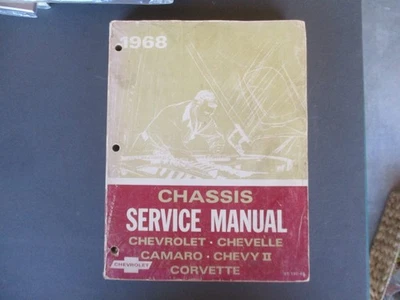 1968
CHASSIS
SERVICE MANUAL
CHEVROLET • CHEVELLE
CAMARO • CHEVY II
CORVETTE
CHEVROLET